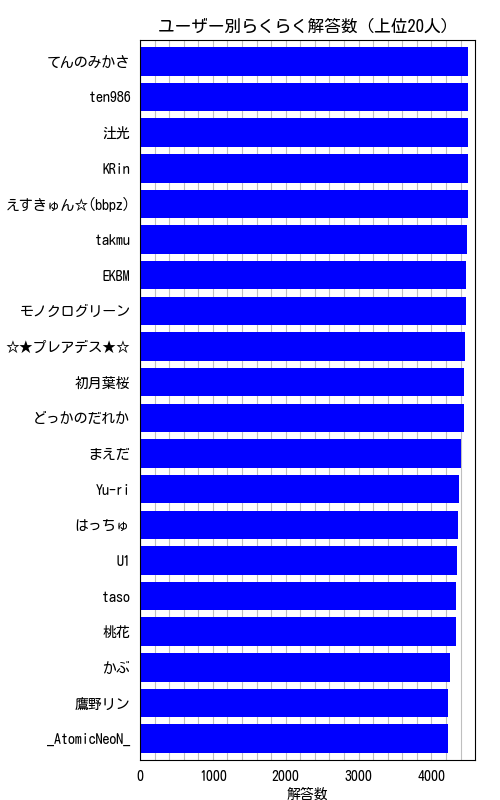 ユーザー別らくらく解答数（上位20人）
てんのみかさ
ten986
辻光
KRin
えすきゅん☆(bbpz)
takmu
EKBM
モノクログリーン
☆★プレアデス★☆
初月葉桜
どっかのだれか
まえだ
Yu-ri
はっちゅ
U1
taso
桃花
かぶ
鷹野リン
_AtomicNeoN_
0 1000 2000 3000 4000
解答数